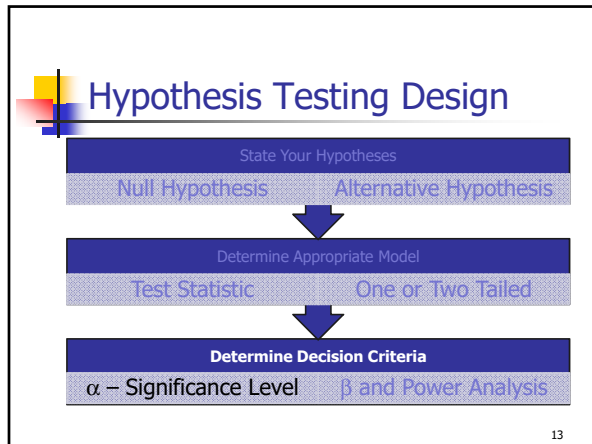 Hypothesis Testing Design
State Your Hypotheses
Null Hypothesis Alternative Hypothesis
Determine Appropriate Model
Test Statistic One or Two Tailed
Determine Decision Criteria
α – Significance Level β and Power Analysis
13